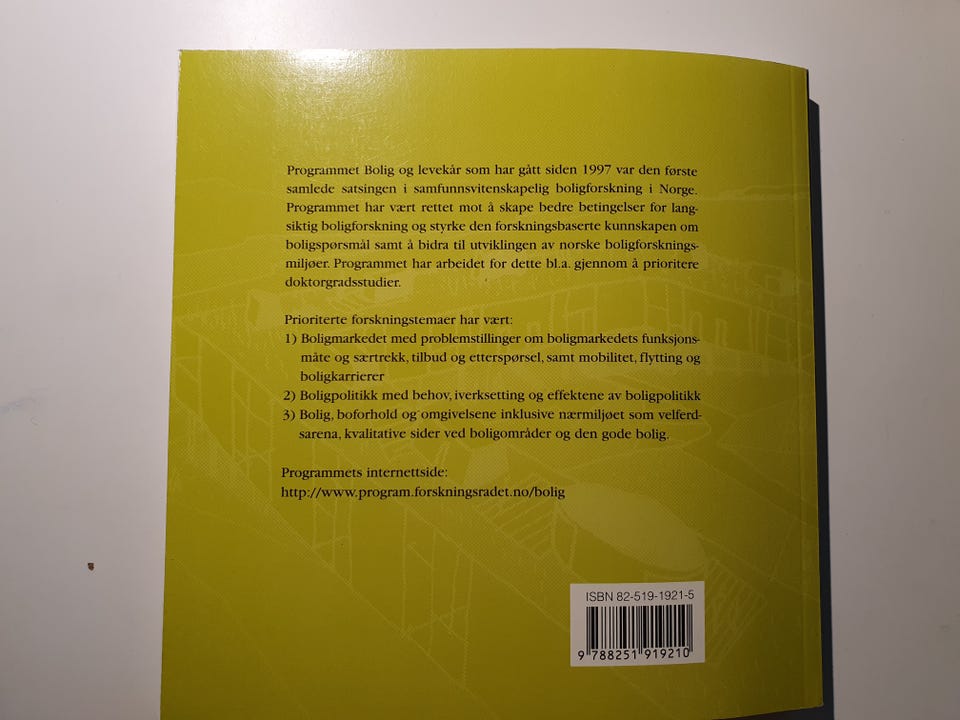 Programmet Bolig og levekår som har gått siden 1997 var den første
samlede satsingen i samfunnsvitenskapelig boligforskning i Norge.
Programmet har vært rettet mot å skape bedre betingelser for lang-
siktig boligforskning og styrke den forskningsbaserte kunnskapen om
boligspørsmål samt å bidra til utviklingen av norske boligforsknings-
miljøer. Programmet har arbeidet for dette bl.a. gjennom å prioritere
doktorgradsstudier.
Prioriterte forskningstemaer har vært:
1) Boligmarkedet med problemstillinger om boligmarkedets funksjons-
måte og særtrekk, tilbud og etterspørsel, samt mobilitet, flytting og
boligkarrierer
2) Boligpolitikk med behov, iverksetting og effektene av boligpolitikk
3) Bolig, boforhold og omgivelsene inklusive nærmiljøet som velferd-
sarena, kvalitative sider ved boligområder og den gode bolig.
Programmets internettside:
http://www.program.forskningsradet.no/bolig
ISBN 82-519-1921-5
9 788251 919210